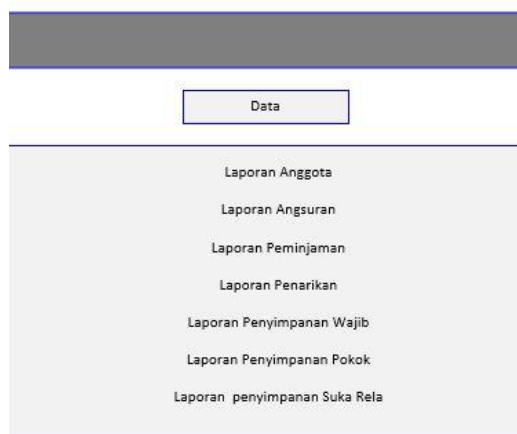 Data
Laporan Anggota
Laporan Angsuran
Laporan Peminjaman
Laporan Penarikan
Laporan Penyimpanan Wajib
Laporan Penyimpanan Pokok
Laporan penyimpanan Suka Rela